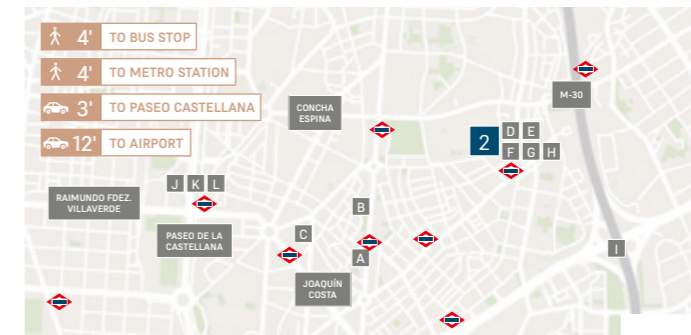 4' TO BUS STOP
4' TO METRO STATION
3' TO PASEO CASTELLANA
12' TO AIRPORT
M-30
CONCHA
ESPINA
2
D E
F G H
J K L
RAIMUNDO FDEZ.
VILLAVERDE
B
PASEO DE LA
CASTELLANA
C
A
I
JOAQUÍN
COSTA